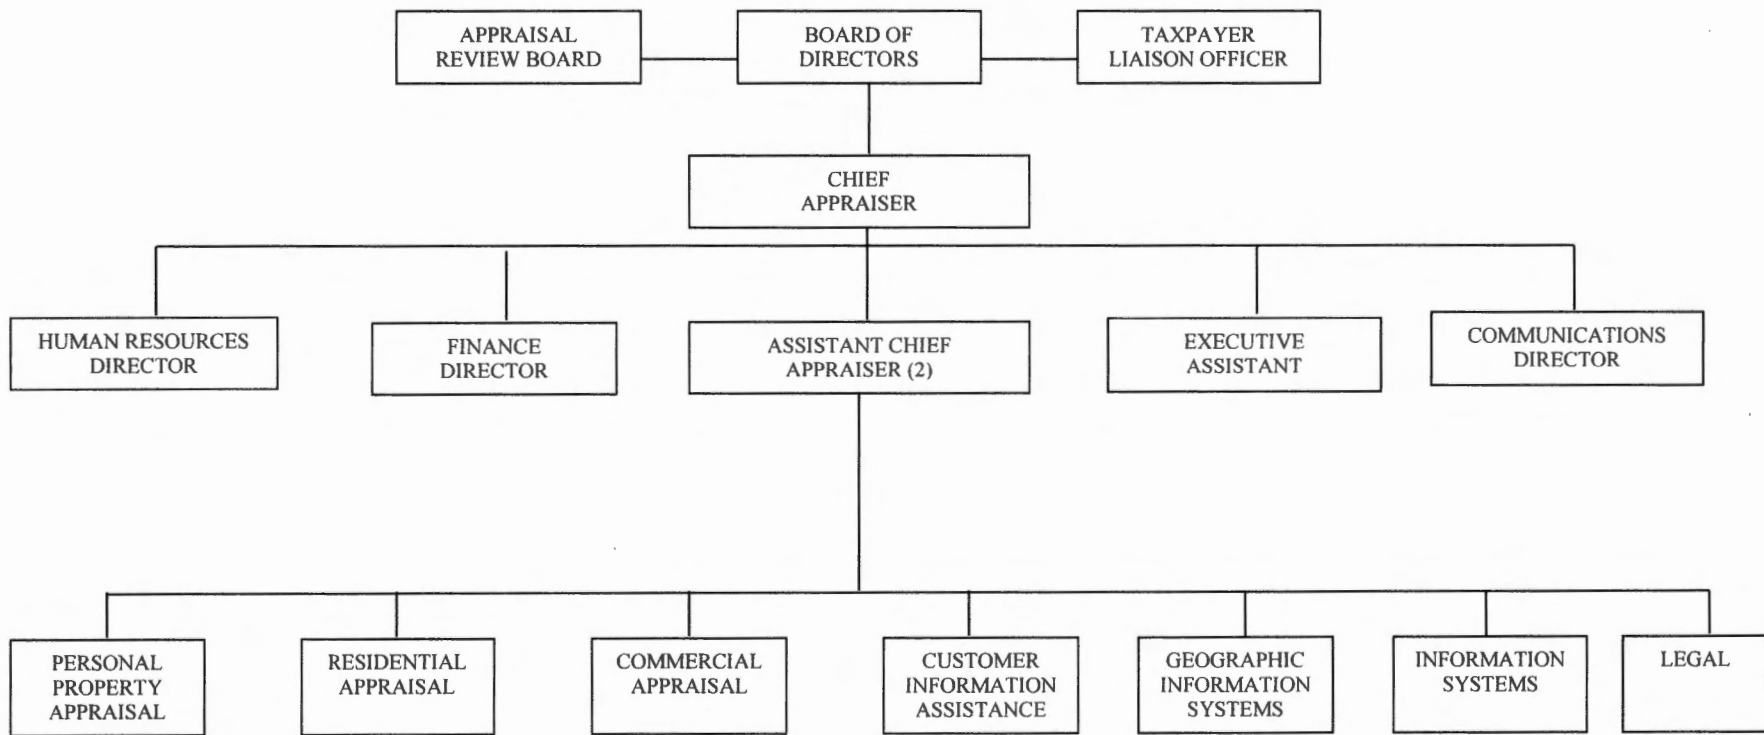 APPRAISAL
REVIEW BOARD
BOARD OF
DIRECTORS
TAXPAYER
LIAISON OFFICER
CHIEF
APPRAISER
HUMAN RESOURCES
DIRECTOR
FINANCE
DIRECTOR
ASSISTANT CHIEF
APPRAISER (2)
EXECUTIVE
ASSISTANT
COMMUNICATIONS
DIRECTOR
PERSONAL
PROPERTY
APPRAISAL
RESIDENTIAL
APPRAISAL
COMMERCIAL
APPRAISAL
CUSTOMER
INFORMATION
ASSISTANCE
GEOGRAPHIC
INFORMATION
SYSTEMS
INFORMATION
SYSTEMS
LEGAL